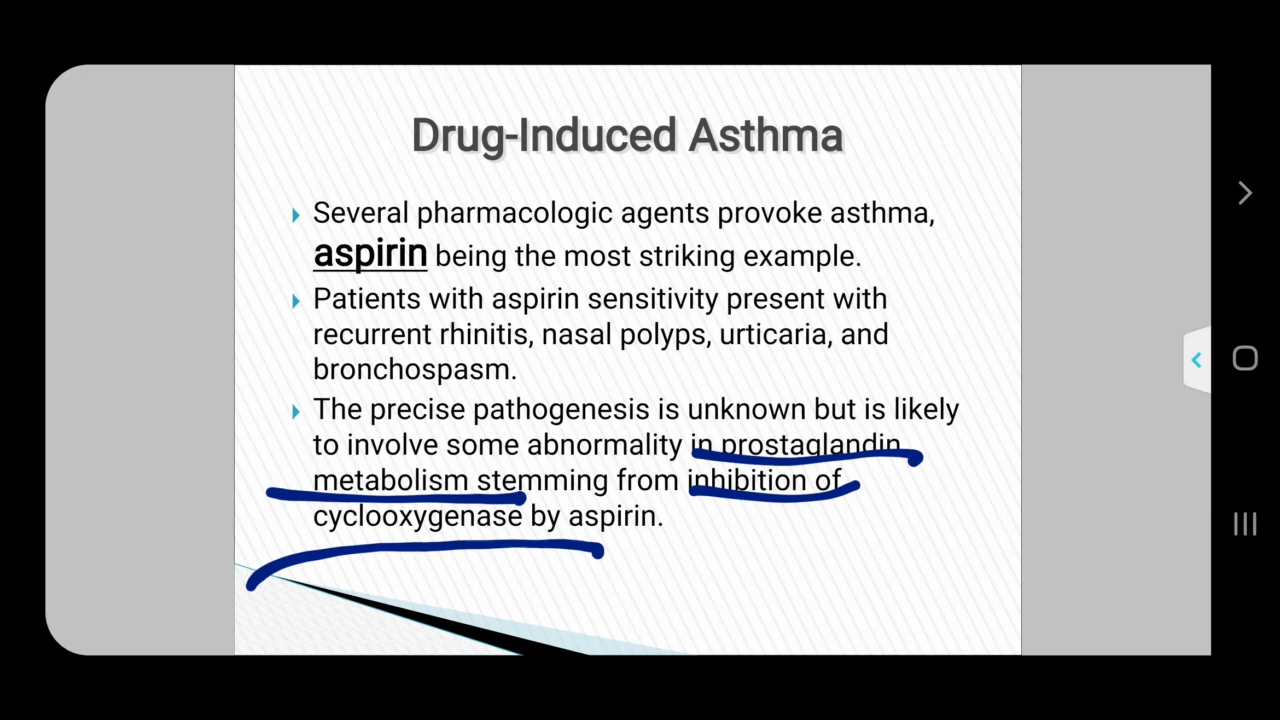 Drug-Induced Asthma
Several pharmacologic agents provoke asthma,
aspirin being the most striking example.
Patients with aspirin sensitivity present with
recurrent rhinitis, nasal polyps, urticaria, and
bronchospasm.
The precise pathogenesis is unknown but is likely
to involve some abnormality in prostaglandin
metabolism stemming from inhibition of
cyclooxygenase by aspirin.